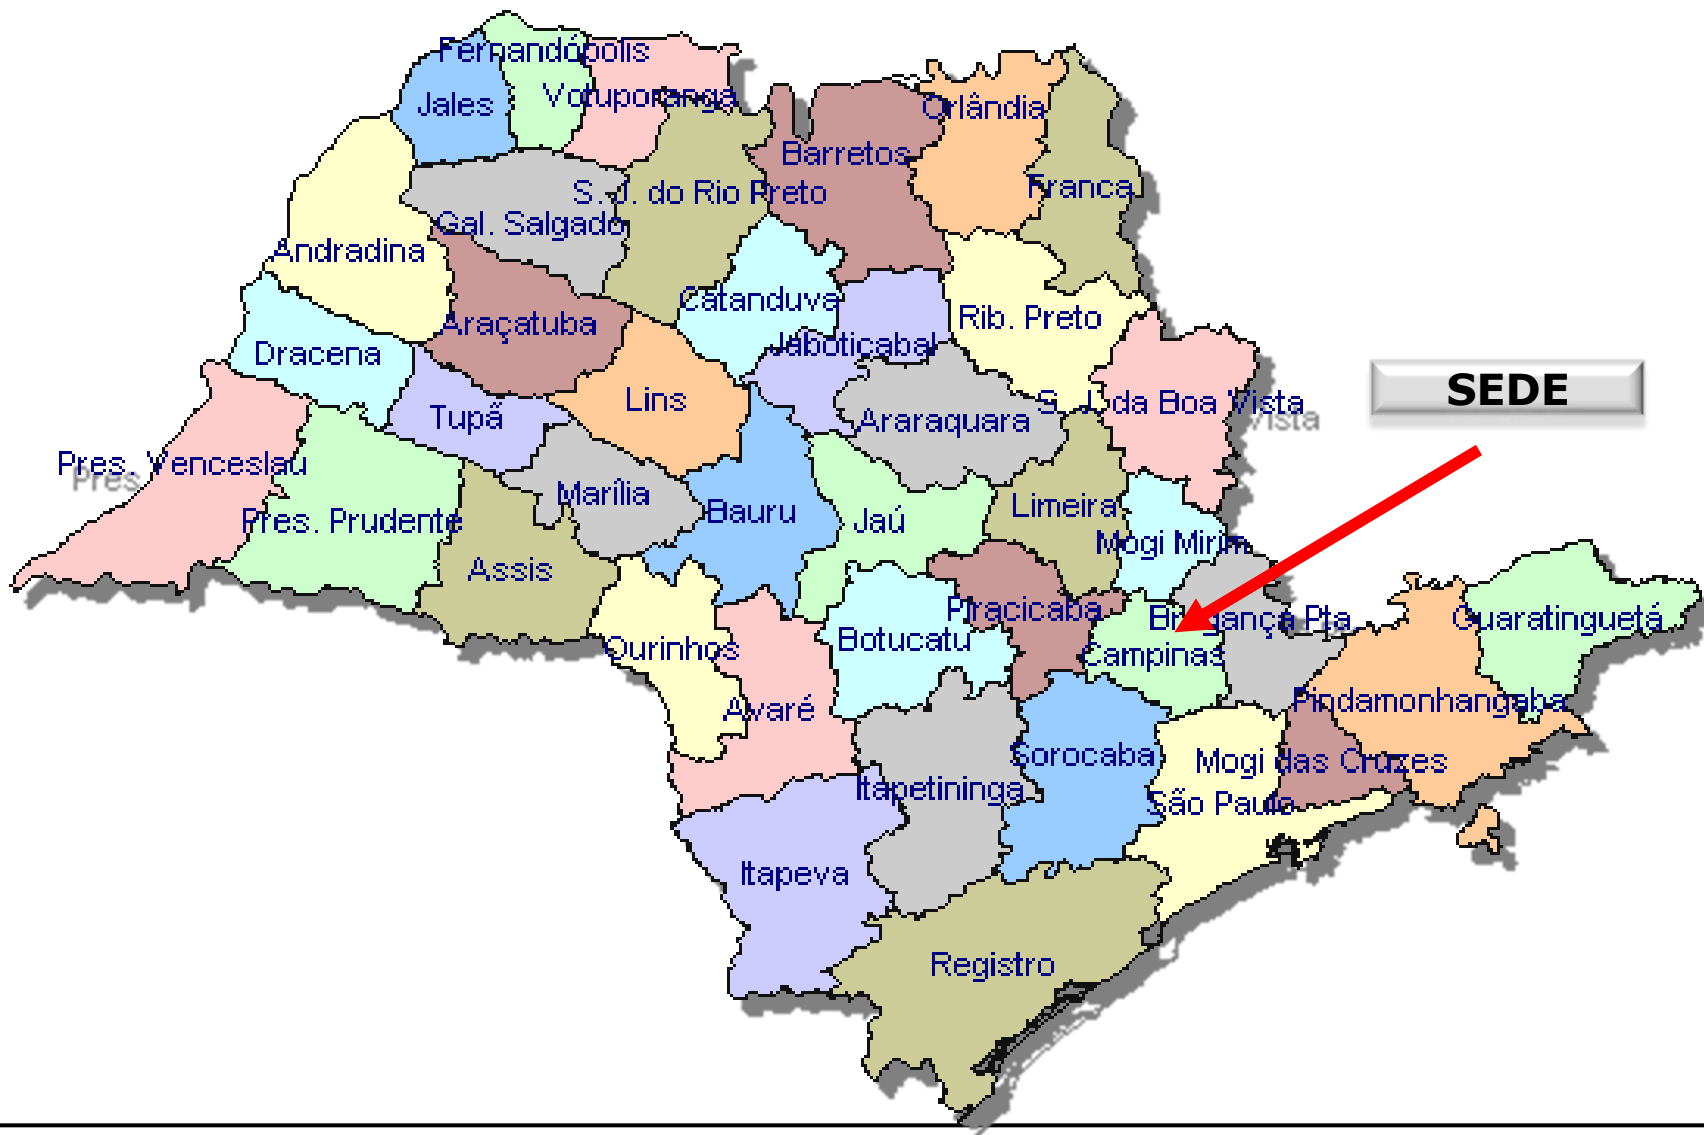 Fernandópolis
Jales
Votuporanga
Orlândia
Barretos
Franca
S. J. do Rio Preto
Gal. Salgado
Andradina
Catanduva
Araçatuba
Rib. Preto
Jaboticabal
Dracena
SEDE
Lins
Tupã
Araraquara
S. J. da Boa Vista
Vista
Pres. Venceslau
Pres
Marília
Limeira
Bauru
Jaú
Pres. Prudente
Mogi Mirim
Assis
Piracicaba
Bragança Pta
Guaratinguetá
Botucatu
Ourinhos
Campinas
Pindamonhangaba
Avaré
Sorocaba
Mogi das Cruzes
Itapetininga
São Paulo
Itapeva
Registro